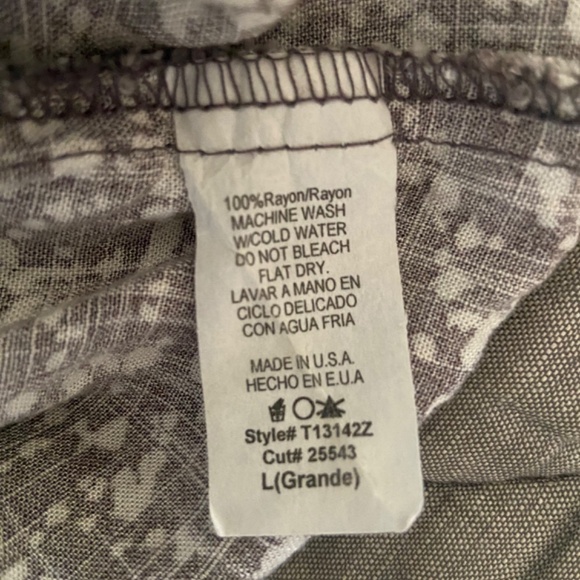 100%Rayon/Rayon
MACHINE WASH
W/COLD WATER
DO NOT BLEACH
FLAT DRY.
LAVAR A MANO EN
CICLO DELICADO
CON AGUA FRIA
MADE IN U.S.A.
HECHO EN E.U.A
Style# T13142Z
Cut# 25543
L(Grande)